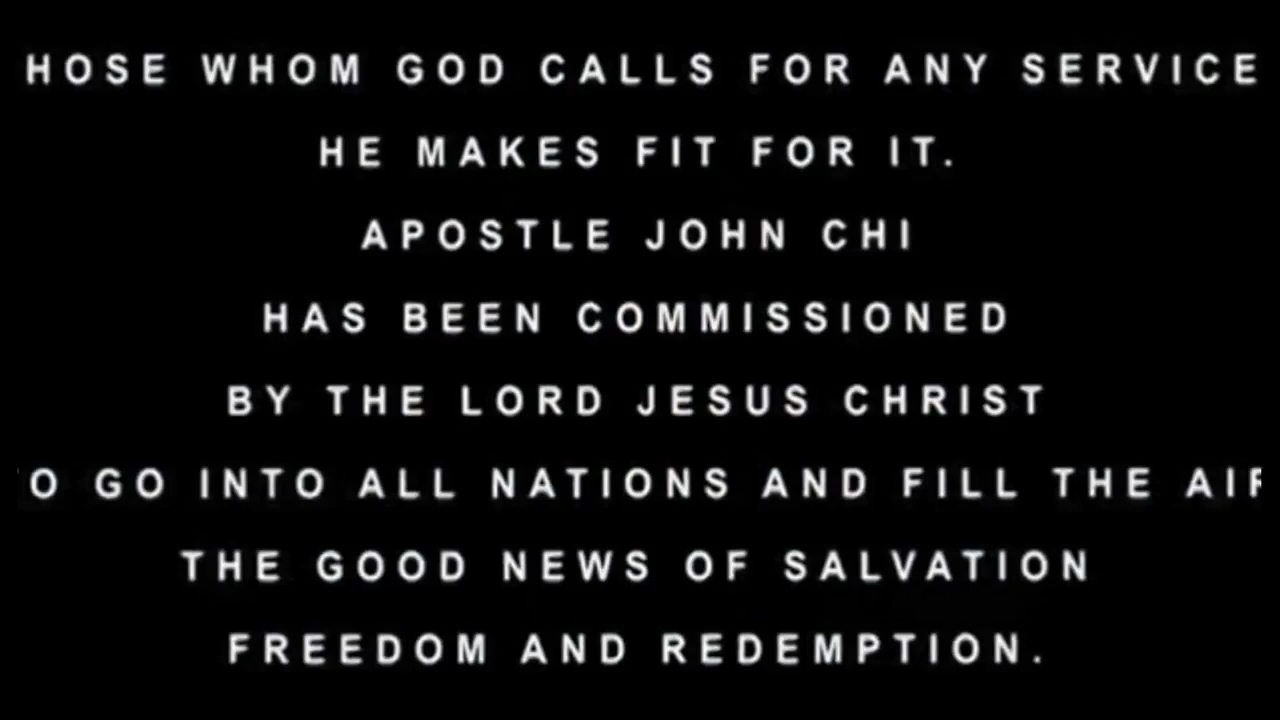 HOSE WHOM GOD CALLS FOR ANY SERVICE
HE MAKES FIT FOR IT.
APOSTLE JOHN CHI
HAS BEEN COMMISSIONED
BY THE LORD JESUS CHRIST
O GO INTO ALL NATIONS AND FILL THE AI
THE GOOD NEWS OF SALVATION
FREEDOM AND REDEMPTION.